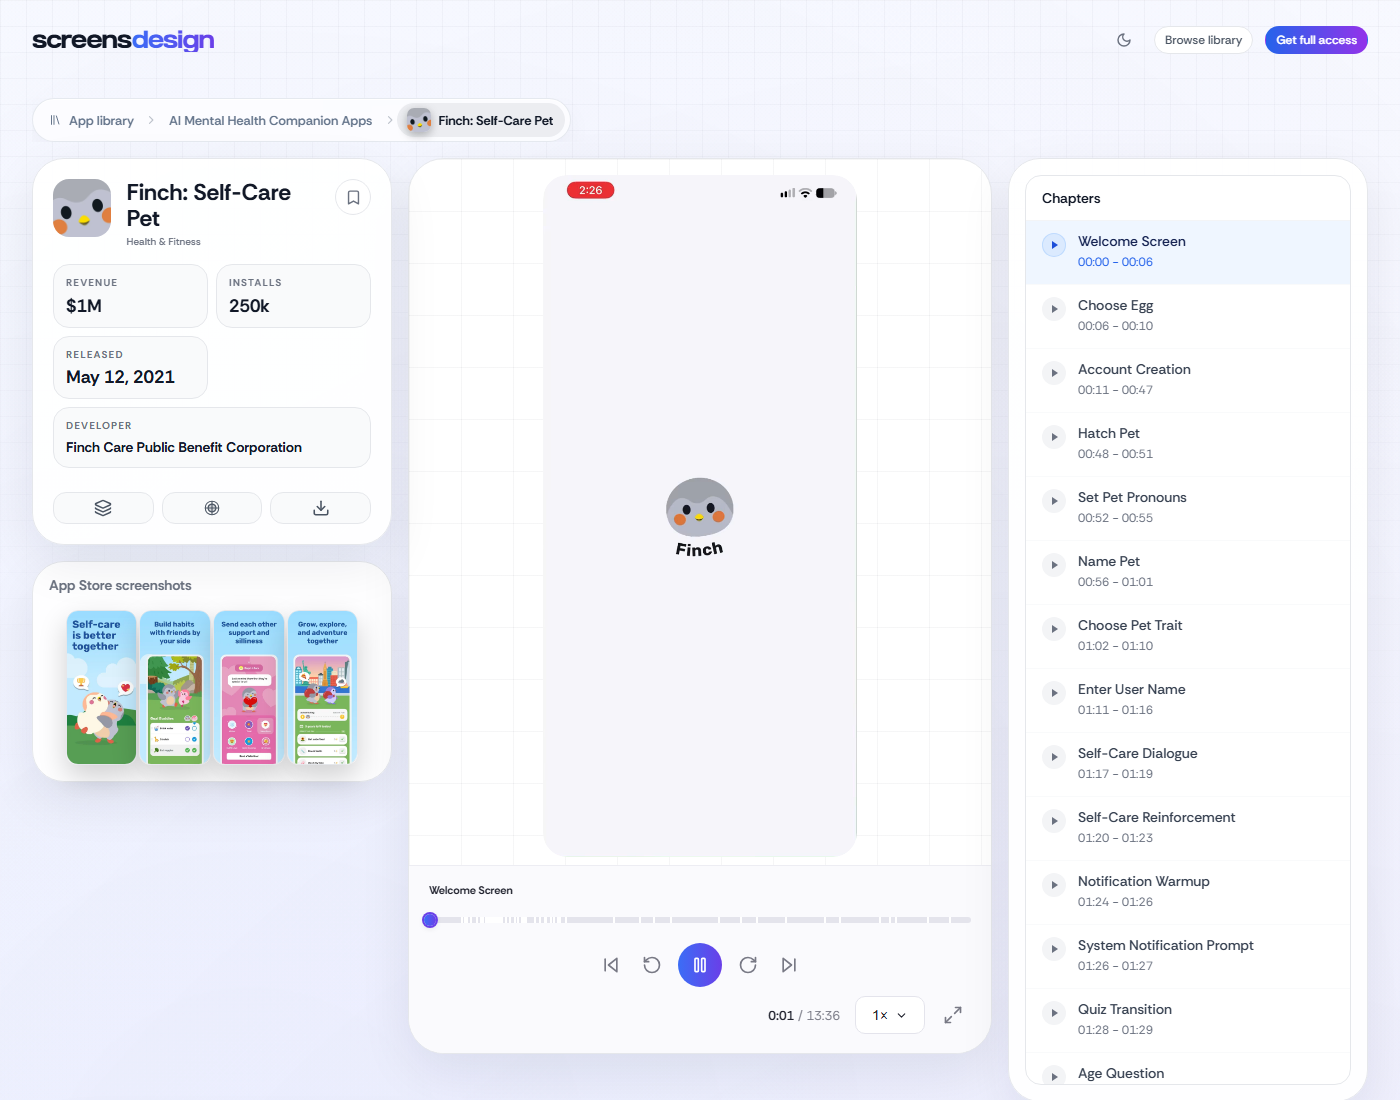 screensdesign
Browse library
Get full access
App library
AI Mental Health Companion Apps
Finch: Self-Care Pet
Finch: Self-Care
Pet
Health & Fitness
REVENUE
$1M
INSTALLS
250k
RELEASED
May 12, 2021
DEVELOPER
Finch Care Public Benefit Corporation
App Store screenshots
Self-care
is better
together
Build habits
with friends by
your side
Send each other
support and
silliness
Grow, explore,
and adventure
together
2:26
Finch
Welcome Screen
0:01 / 13:36
1×
Chapters
Welcome Screen
00:00 – 00:06
Choose Egg
00:06 – 00:10
Account Creation
00:11 – 00:47
Hatch Pet
00:48 – 00:51
Set Pet Pronouns
00:52 – 00:55
Name Pet
00:56 – 01:01
Choose Pet Trait
01:02 – 01:10
Enter User Name
01:11 – 01:16
Self-Care Dialogue
01:17 – 01:19
Self-Care Reinforcement
01:20 – 01:23
Notification Warmup
01:24 – 01:26
System Notification Prompt
01:26 – 01:27
Quiz Transition
01:28 – 01:29
Age Question